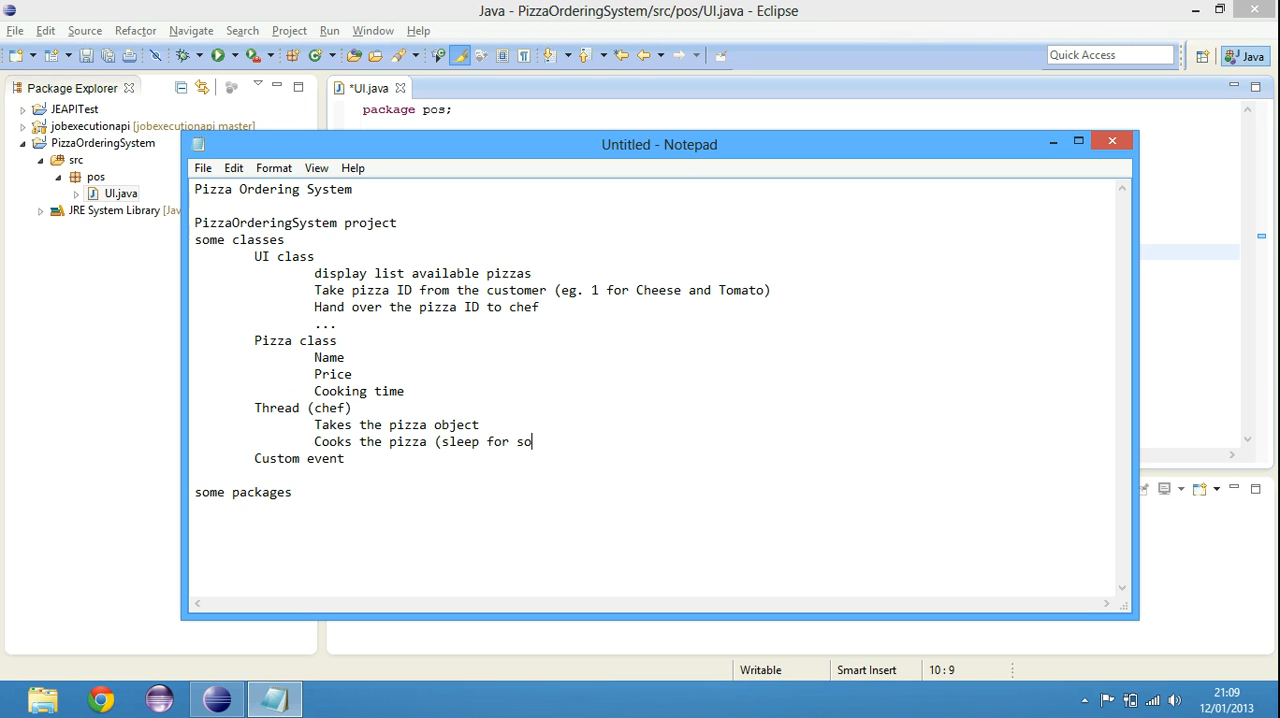 Java - PizzaOrderingSystem/src/pos/UI.java - Eclipse
File Edit Source Refactor Navigate Search Project Run Window Help
Quick Access
Java
Package Explorer
*UI.java
JEAPITest
package pos;
jobexecutionapi [jobexecutionapi master]
PizzaOrderingSystem
src
pos
UI.java
JRE System Library [Jav
Untitled - Notepad
File Edit Format View Help
Pizza Ordering System
PizzaOrderingSystem project
some classes
UI class
display list available pizzas
Take pizza ID from the customer (eg. 1 for Cheese and Tomato)
Hand over the pizza ID to chef
...
Pizza class
Name
Price
Cooking time
Thread (chef)
Takes the pizza object
Cooks the pizza (sleep for so
Custom event
some packages
Writable
Smart Insert
10 : 9
21:09
12/01/2013